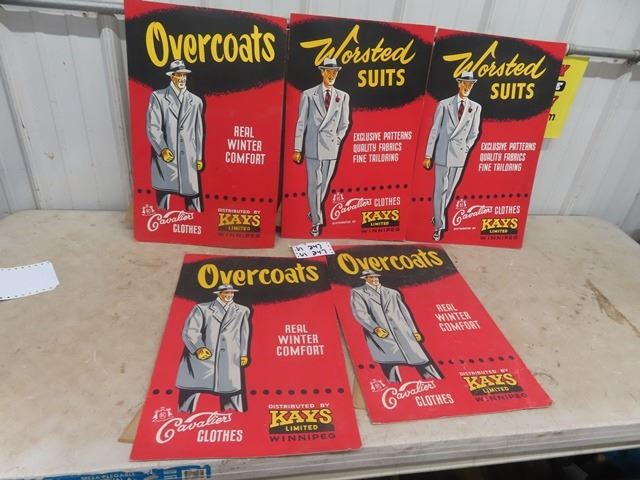 Overcoats
REAL
WINTER
COMFORT
Cavalier
CLOTHES
DISTRIBUTED BY
KAYS
LIMITED
WINNIPEG
Worsted
SUITS
EXCLUSIVE PATTERNS
QUALITY FABRICS
FINE TAILORING
Cavalier
CLOTHES
DISTRIBUTED BY
KAYS
LIMITED
WINNIPEG
Worsted
SUITS
EXCLUSIVE PATTERNS
QUALITY FABRICS
FINE TAILORING
Cavalier
CLOTHES
DISTRIBUTED BY
KAYS
LIMITED
WINNIPEG
Overcoats
REAL
WINTER
COMFORT
Cavalier
CLOTHES
DISTRIBUTED BY
KAYS
LIMITED
WINNIPEG
Overcoats
REAL
WINTER
COMFORT
Cavalier
CLOTHES
DISTRIBUTED BY
KAYS
LIMITED
WINNIPEG